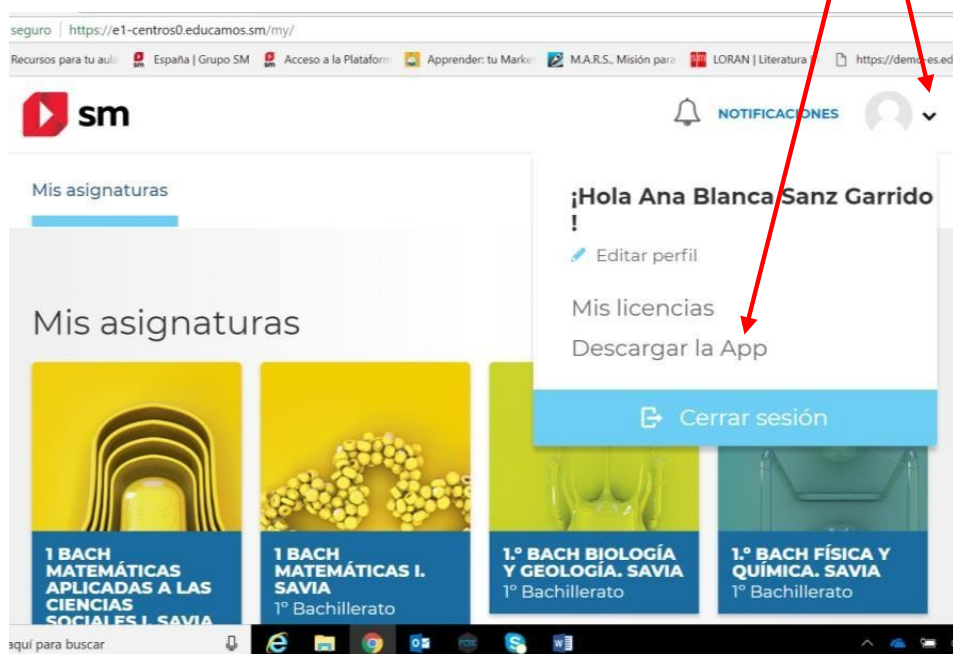 seguro | https://e1-centros0.educamos.sm/my/
Recursos para tu aula España | Grupo SM Acceso a la Plataform Apprender: tu Market M.A.R.S., Misión para LORAN | Literatura https://demo-es.ed
sm
NOTIFICACIONES
Mis asignaturas
¡Hola Ana Blanca Sanz Garrido
!
Editar perfil
Mis licencias
Descargar la App
Cerrar sesión
Mis asignaturas
1 BACH
MATEMÁTICAS
APLICADAS A LAS
CIENCIAS
SOCIALES I. SAVIA
1 BACH
MATEMÁTICAS I.
SAVIA
1º Bachillerato
1.º BACH BIOLOGÍA
Y GEOLOGÍA. SAVIA
1º Bachillerato
1.º BACH FÍSICA Y
QUÍMICA. SAVIA
1º Bachillerato
aquí para buscar